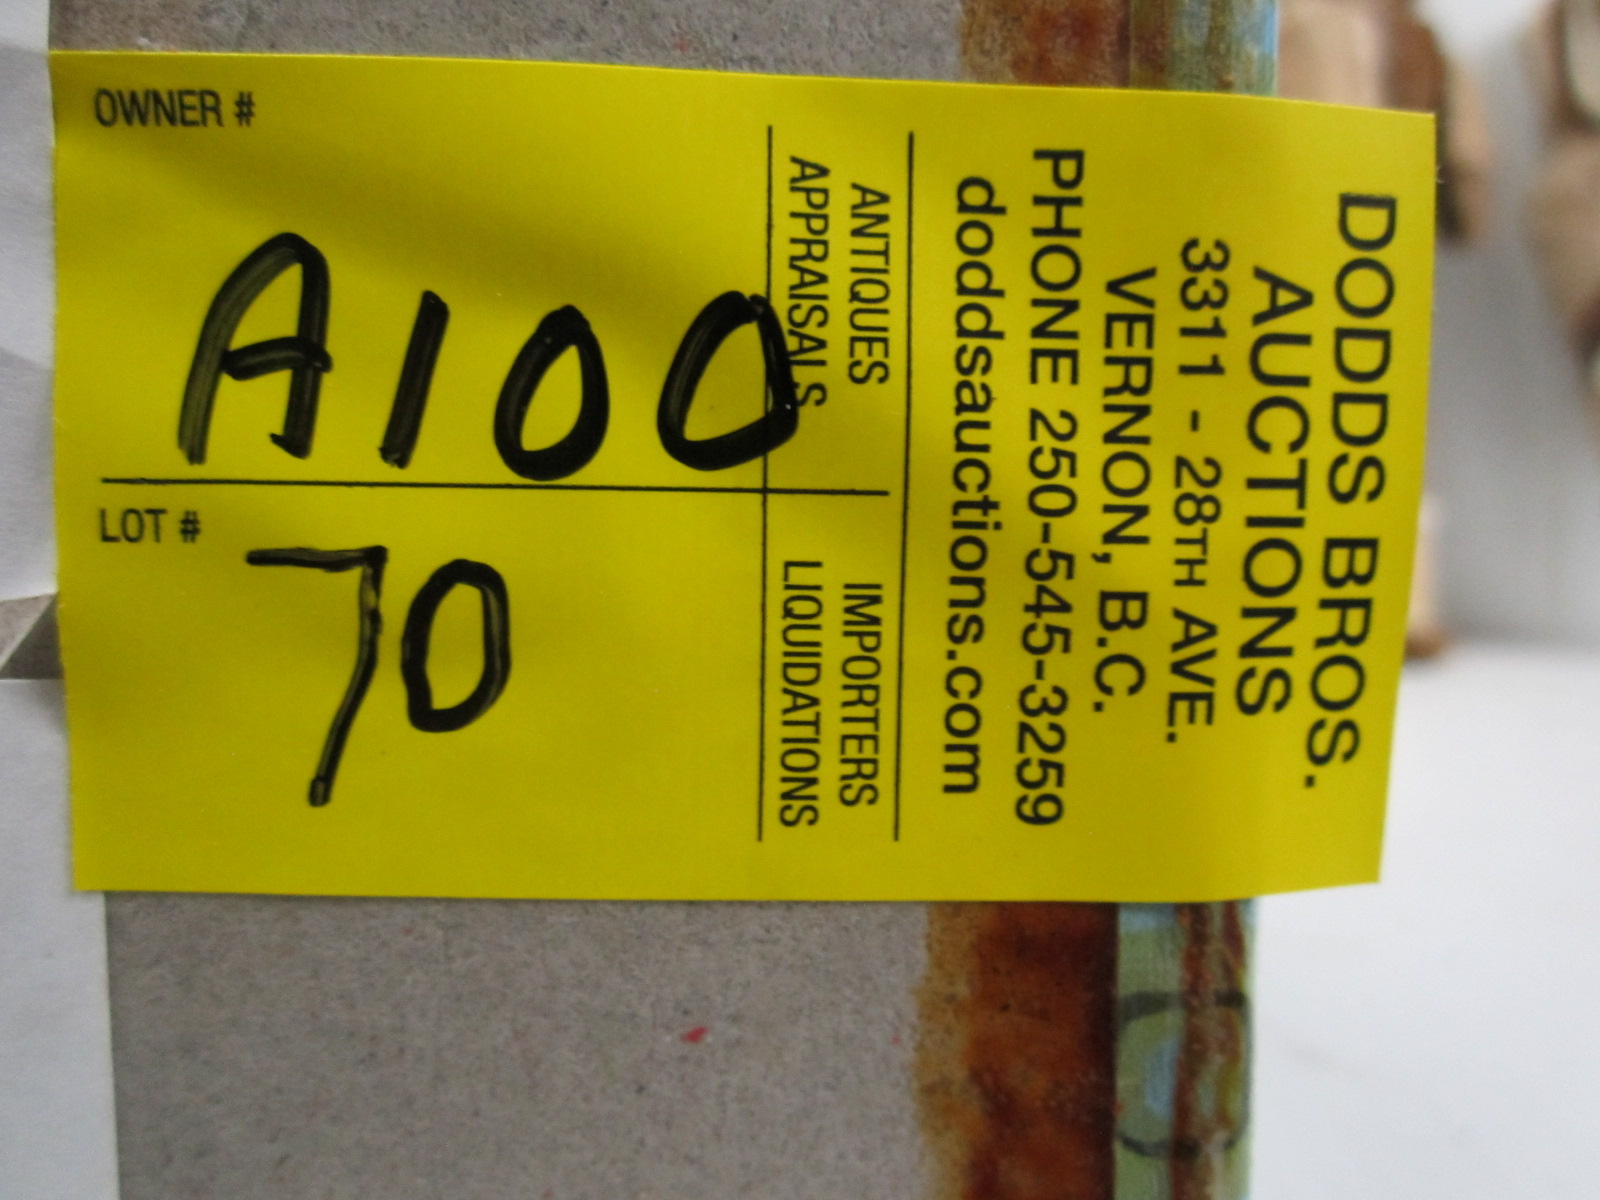 DODDS BROS.
AUCTIONS
3311 - 28TH AVE.
VERNON, B.C.
PHONE 250-545-3259
doddsauctions.com
ANTIQUES
APPRAISALS
IMPORTERS
LIQUIDATIONS
OWNER #
A100
LOT #
70